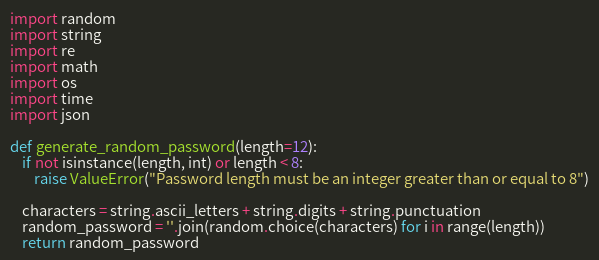 import random
import string
import re
import math
import os
import time
import json

def generate_random_password(length=12):
    if not isinstance(length, int) or length < 8:
        raise ValueError("Password length must be an integer greater than or equal to 8")

    characters = string.ascii_letters + string.digits + string.punctuation
    random_password = ''.join(random.choice(characters) for i in range(length))
    return random_password